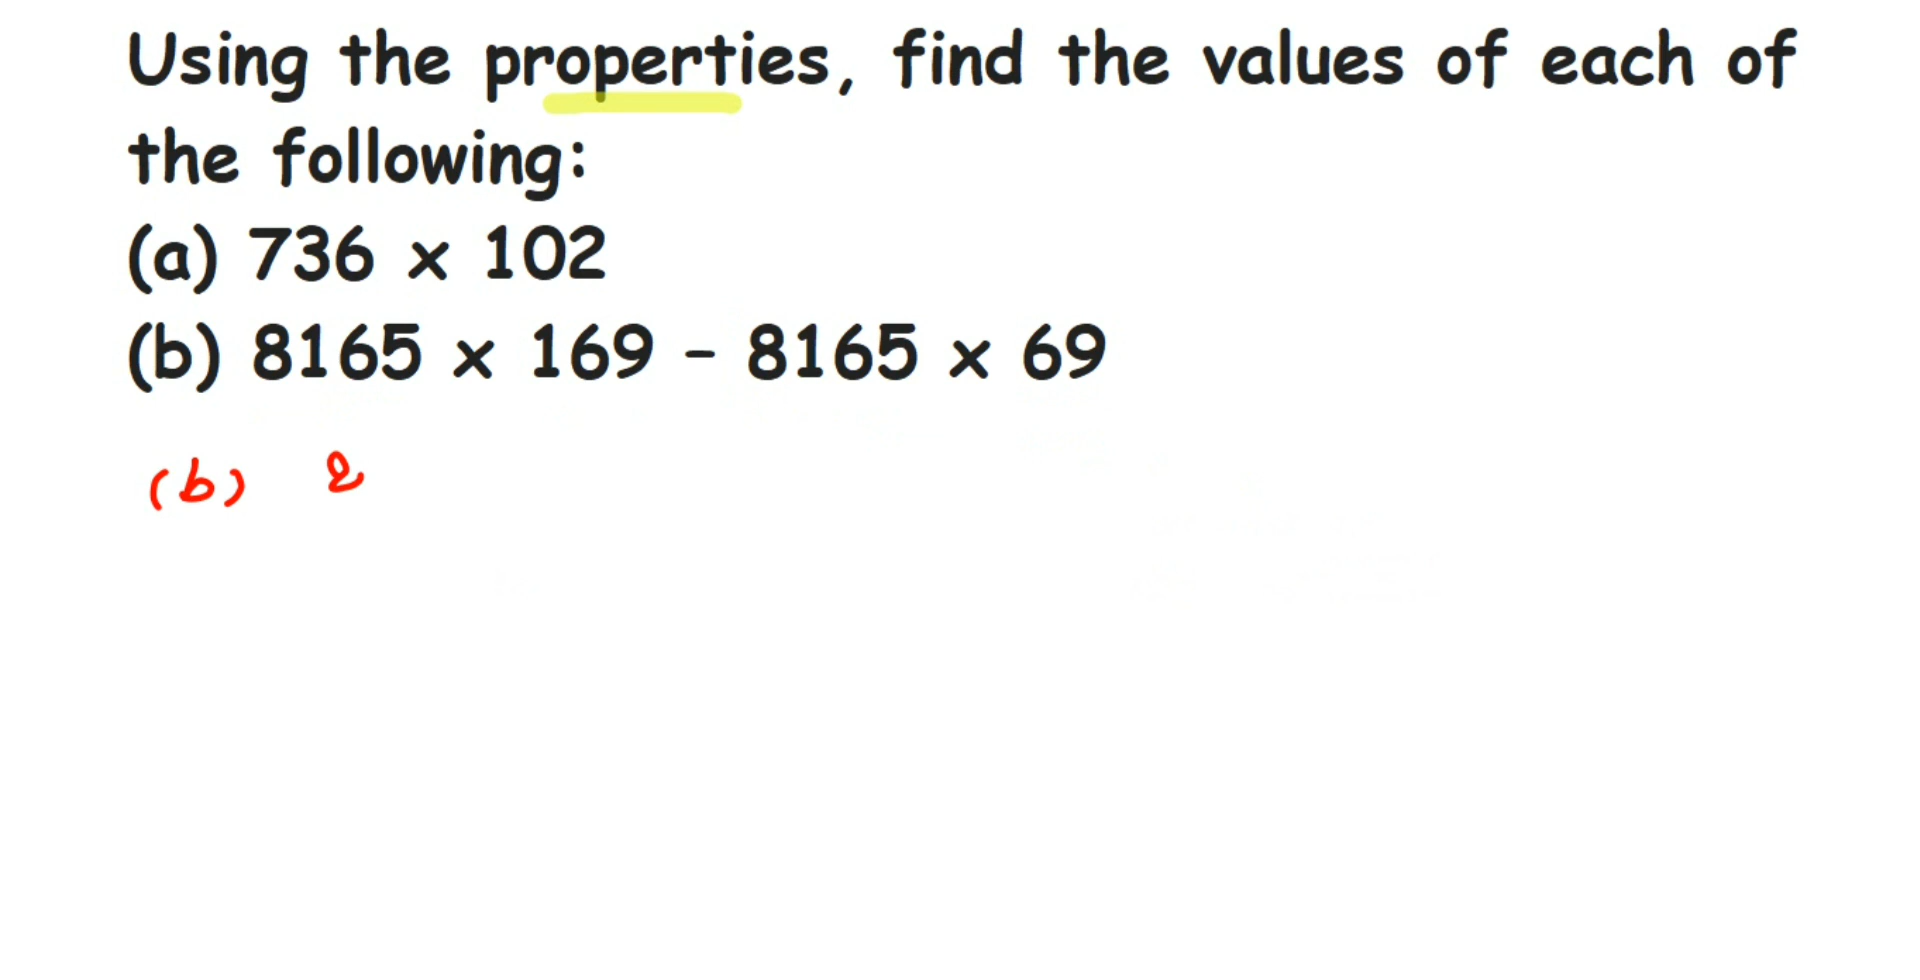 Using the properties, find the values of each of
the following:
(a) 736 x 102
(b) 8165 x 169 - 8165 x 69
(b)